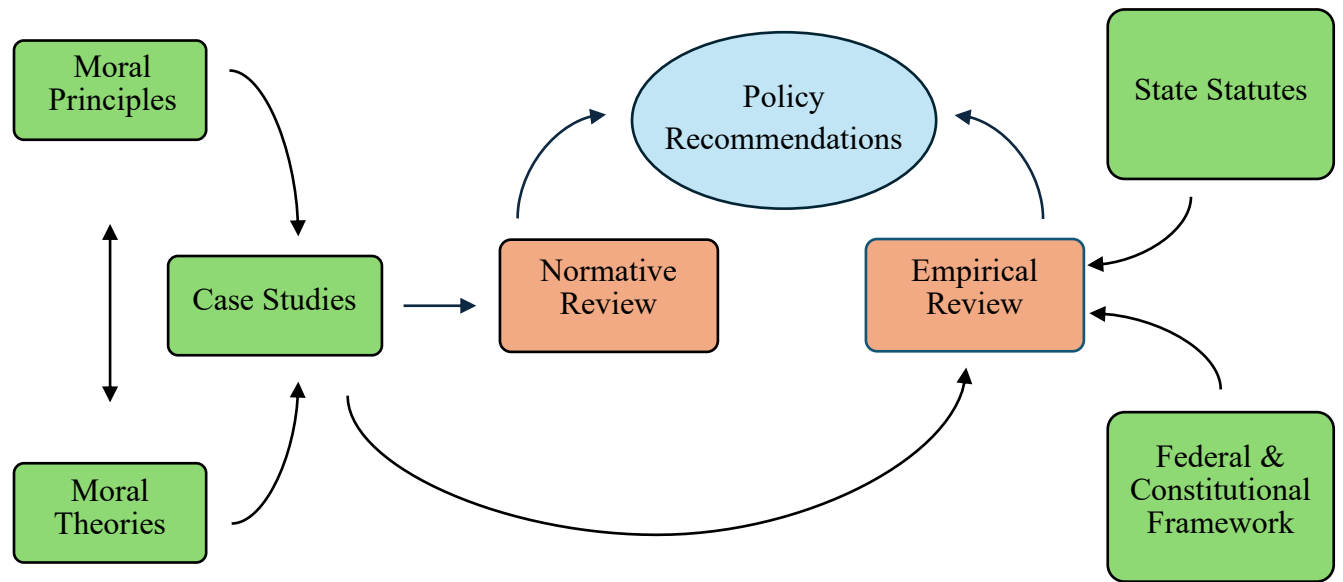 Moral
Principles
Policy
Recommendations
State Statutes
Case Studies
Normative
Review
Empirical
Review
Moral
Theories
Federal &
Constitutional
Framework